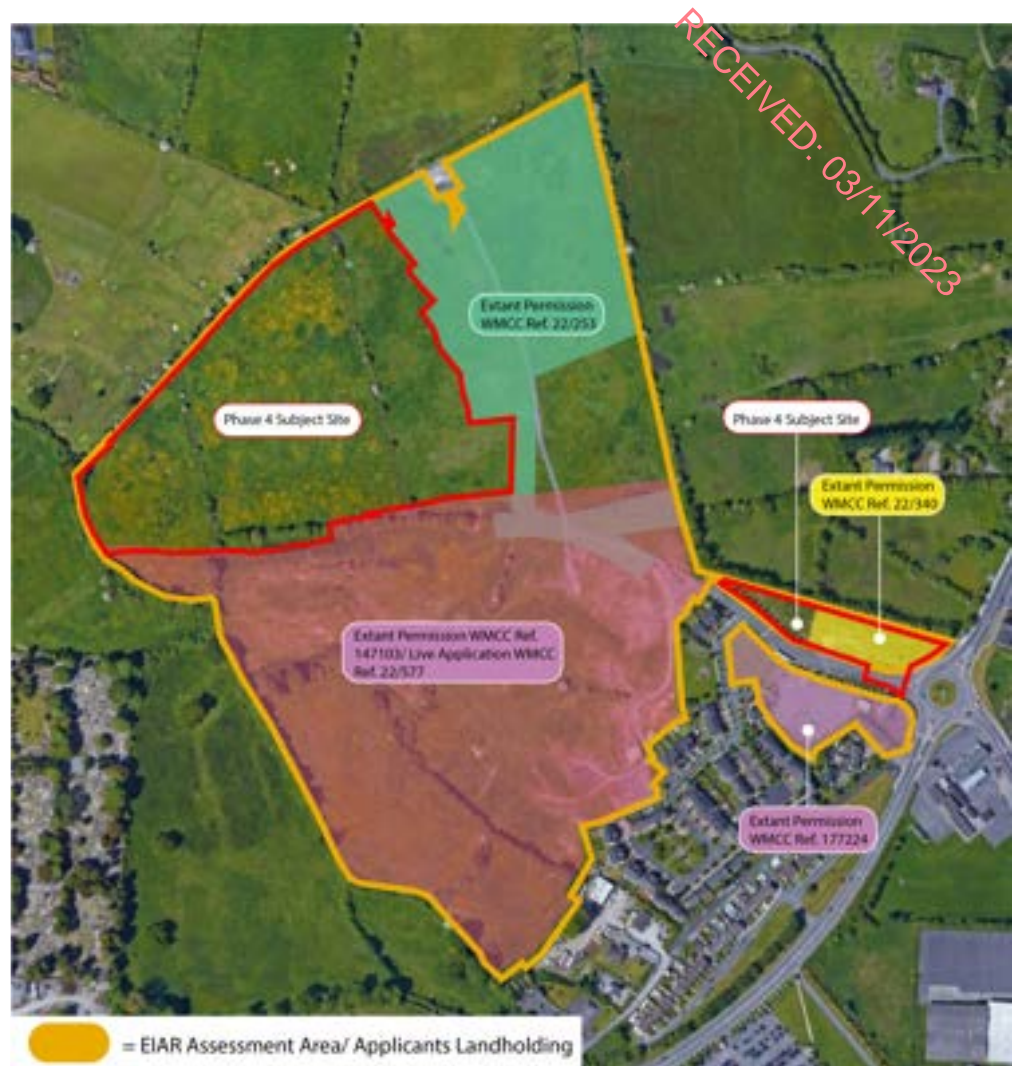 RECEIVED: 03/11/2023
Extant Permission
WMCC Ref. 22/253
Phase 4 Subject Site
Phase 4 Subject Site
Extant Permission
WMCC Ref. 22/340
Extant Permission WMCC Ref.
147103/ Live Application WMCC
Ref. 22/577
Extant Permission
WMCC Ref. 177224
= EIAR Assessment Area/ Applicants Landholding